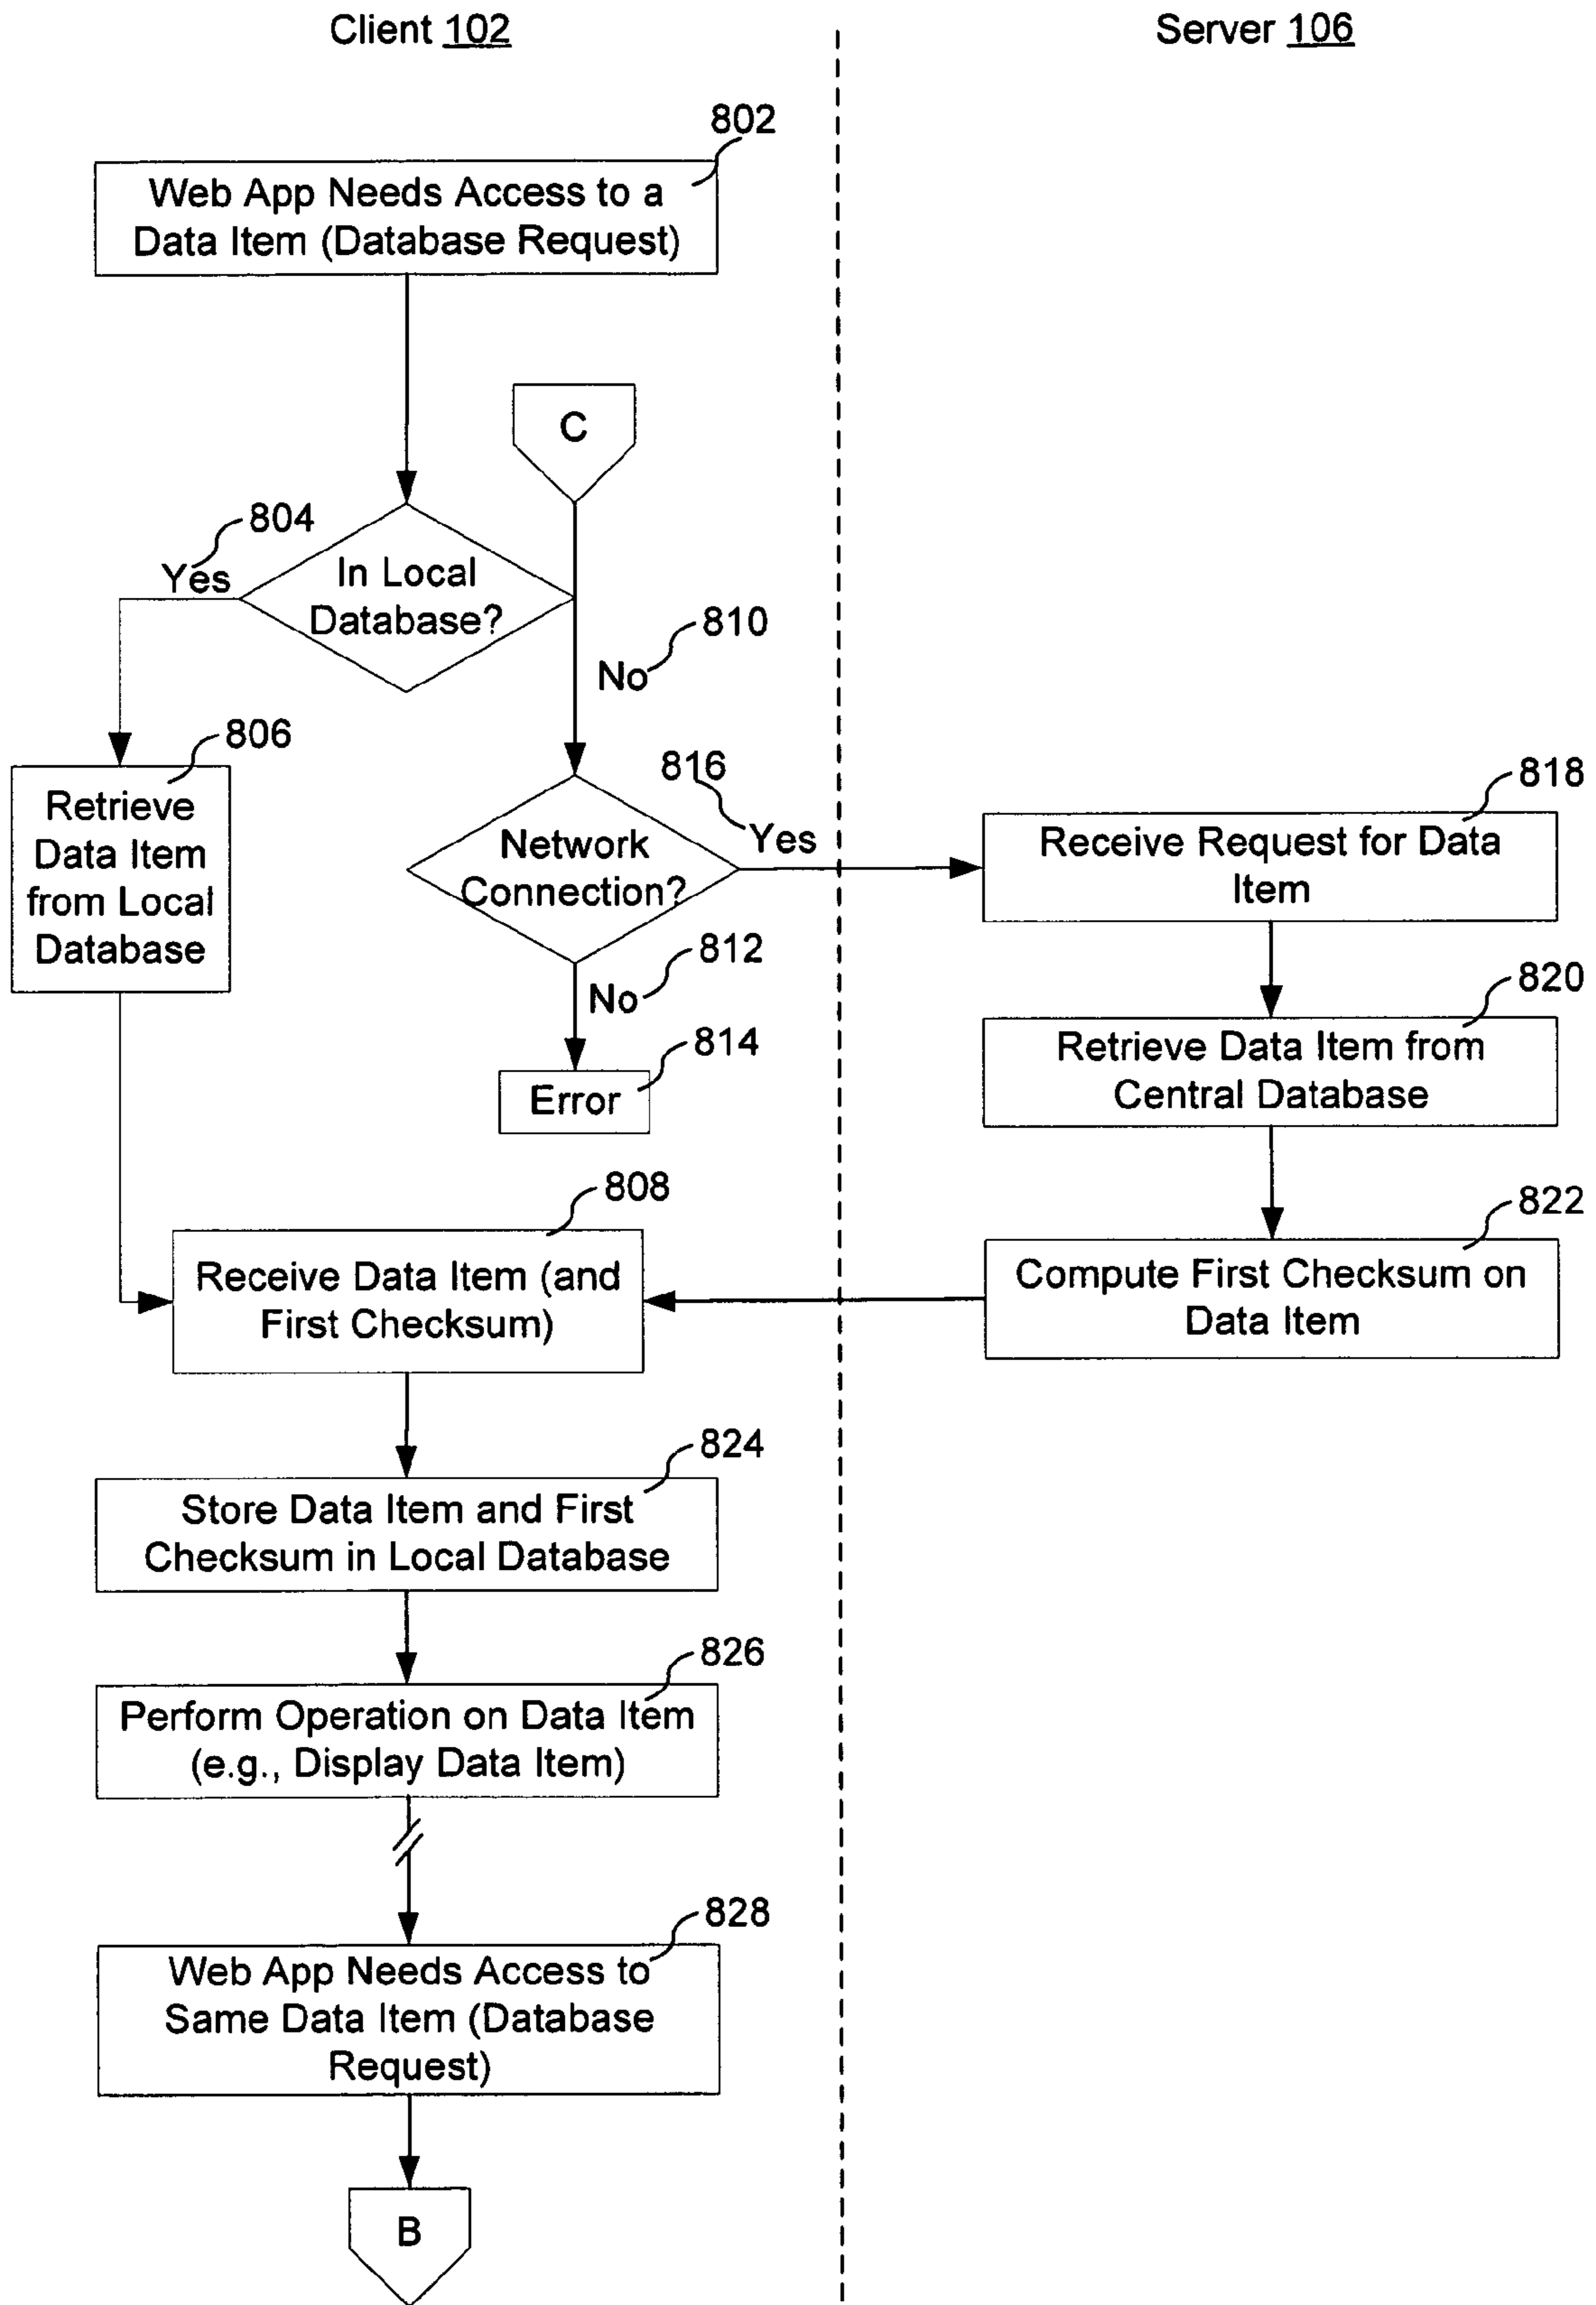 Client 102
Server 106
802
Web App Needs Access to a
Data Item (Database Request)
C
804
Yes
In Local
Database?
810
No
806
Retrieve
Data Item
from Local
Database
816
Yes
Network
Connection?
818
Receive Request for Data
Item
812
No
820
Retrieve Data Item from
Central Database
814
Error
808
Receive Data Item (and
First Checksum)
822
Compute First Checksum on
Data Item
824
Store Data Item and First
Checksum in Local Database
826
Perform Operation on Data Item
(e.g., Display Data Item)
828
Web App Needs Access to
Same Data Item (Database
Request)
B